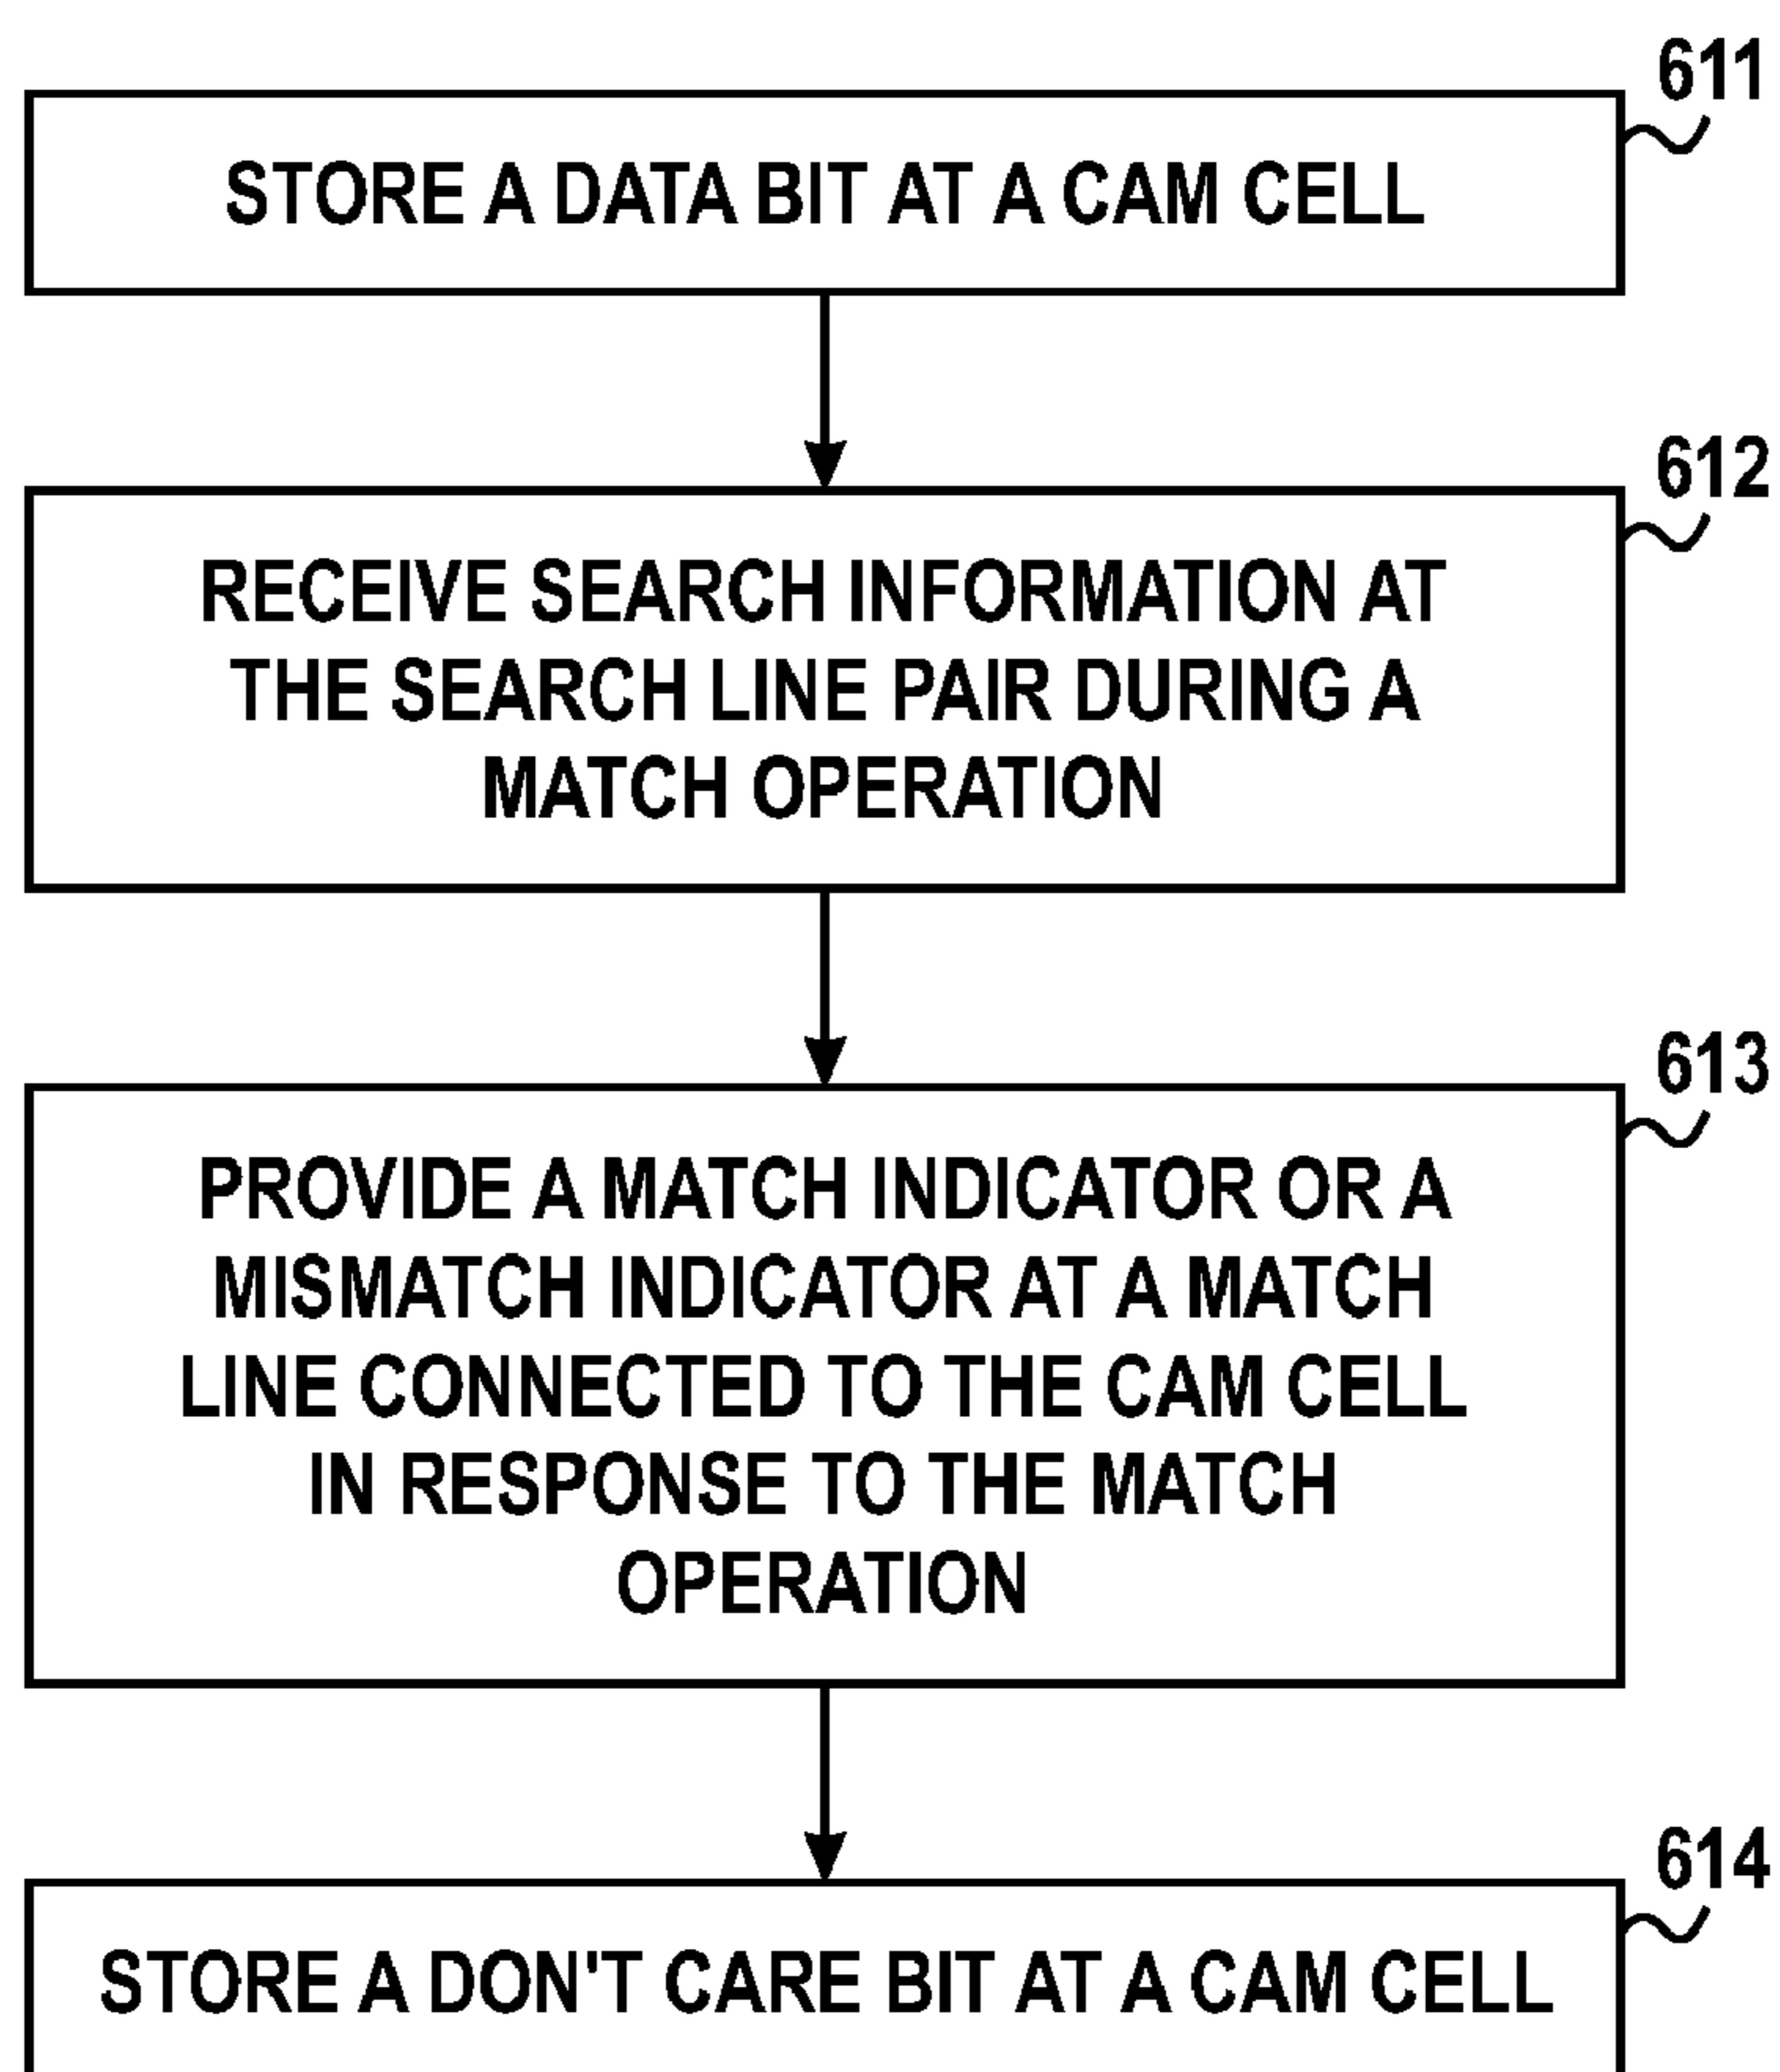 611
STORE A DATA BIT AT A CAM CELL
612
RECEIVE SEARCH INFORMATION AT
THE SEARCH LINE PAIR DURING A
MATCH OPERATION
613
PROVIDE A MATCH INDICATOR OR A
MISMATCH INDICATOR AT A MATCH
LINE CONNECTED TO THE CAM CELL
IN RESPONSE TO THE MATCH
OPERATION
614
STORE A DON'T CARE BIT AT A CAM CELL